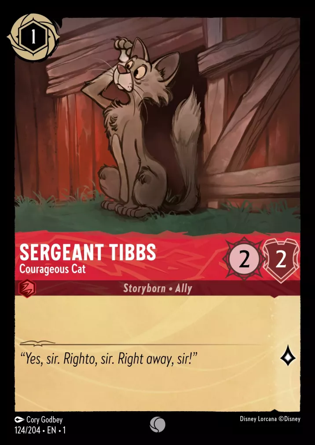 1
SERGEANT TIBBS
Courageous Cat
2 2
Storyborn • Ally
“Yes, sir. Righto, sir. Right away, sir!”
Cory Godbey
Disney Lorcana ©Disney
124/204 • EN • 1